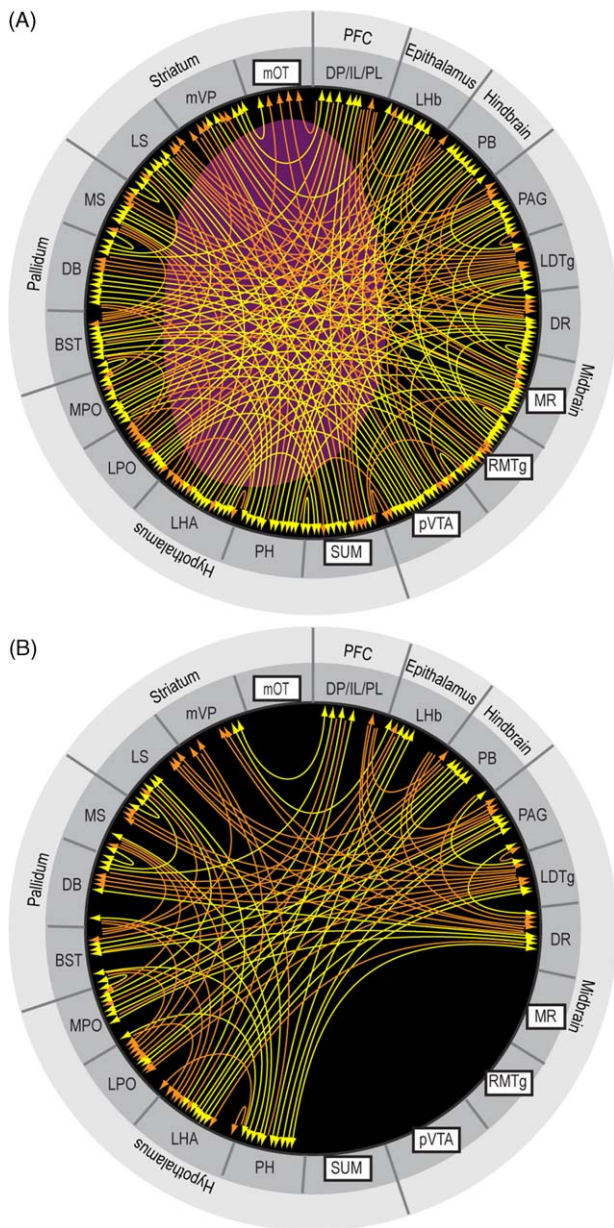 (A)
PFC
Epithalamus
Hindbrain
Midbrain
Hypothalamus
Pallidum
Striatum
mOT
DP/IL/PL
LHb
PB
PAG
LDTg
DR
MR
RMTg
pVTA
SUM
PH
LHA
LPO
MPO
BST
DB
MS
LS
mVP
(B)
PFC
Epithalamus
Hindbrain
Midbrain
Hypothalamus
Pallidum
Striatum
mOT
DP/IL/PL
LHb
PB
PAG
LDTg
DR
MR
RMTg
pVTA
SUM
PH
LHA
LPO
MPO
BST
DB
MS
LS
mVP